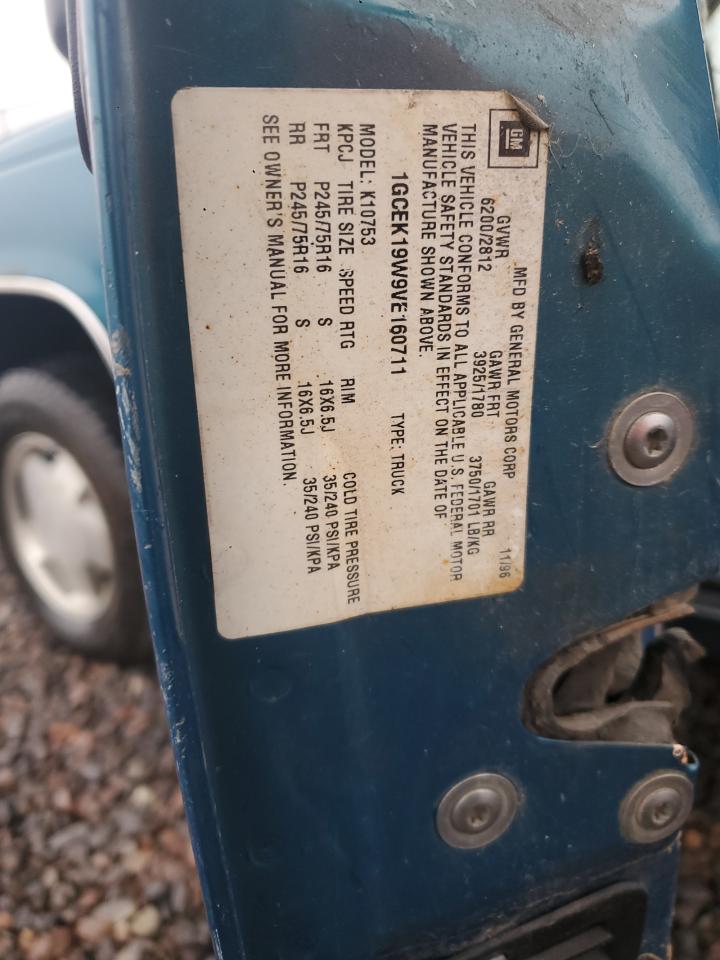 GM
MFD BY GENERAL MOTORS CORP 11/96
GVWR GAWR FRT GAWR RR
6200/2812 3925/1780 3750/1701 LB/KG
THIS VEHICLE CONFORMS TO ALL APPLICABLE U.S. FEDERAL MOTOR
VEHICLE SAFETY STANDARDS IN EFFECT ON THE DATE OF
MANUFACTURE SHOWN ABOVE.
1GCEK19W9VE160711 TYPE: TRUCK
MODEL: K10753
KPCJ TIRE SIZE SPEED RTG RIM COLD TIRE PRESSURE
FRT P245/75R16 S 16X6.5J 35/240 PSI/KPA
RR P245/75R16 S 16X6.5J 35/240 PSI/KPA
SEE OWNER'S MANUAL FOR MORE INFORMATION.